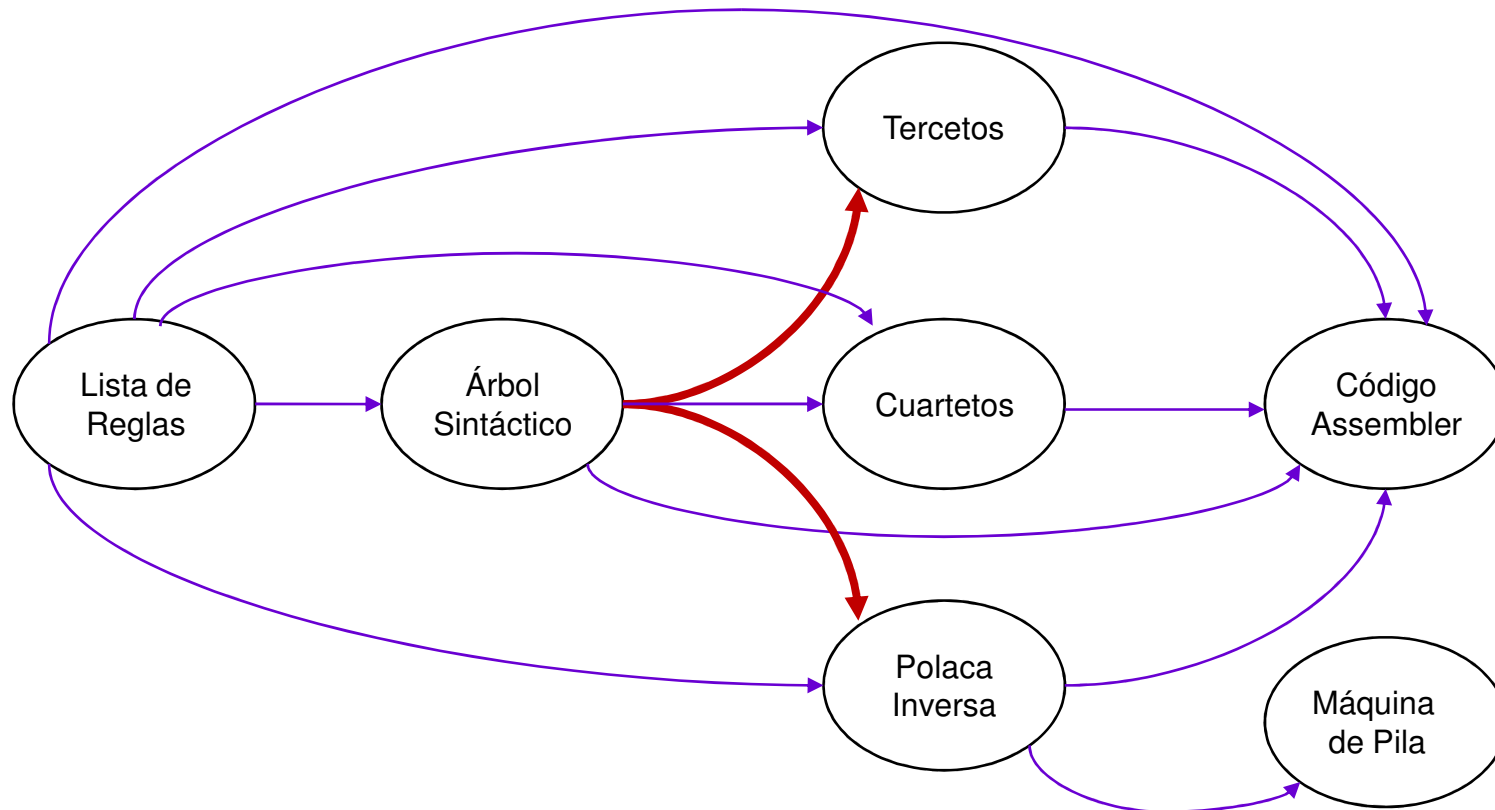 Tercetos
Lista de
Reglas
Árbol
Sintáctico
Cuartetos
Código
Assembler
Polaca
Inversa
Máquina
de Pila